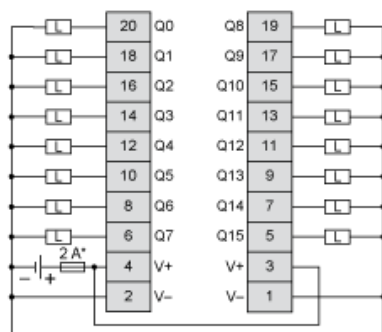 L 20 Q0 Q8 19 L
L 18 Q1 Q9 17 L
L 16 Q2 Q10 15 L
L 14 Q3 Q11 13 L
L 12 Q4 Q12 11 L
L 10 Q5 Q13 9 L
L 8 Q6 Q14 7 L
L 6 Q7 Q15 5 L
2 A*
− + 4 V+ V+ 3
2 V− V− 1